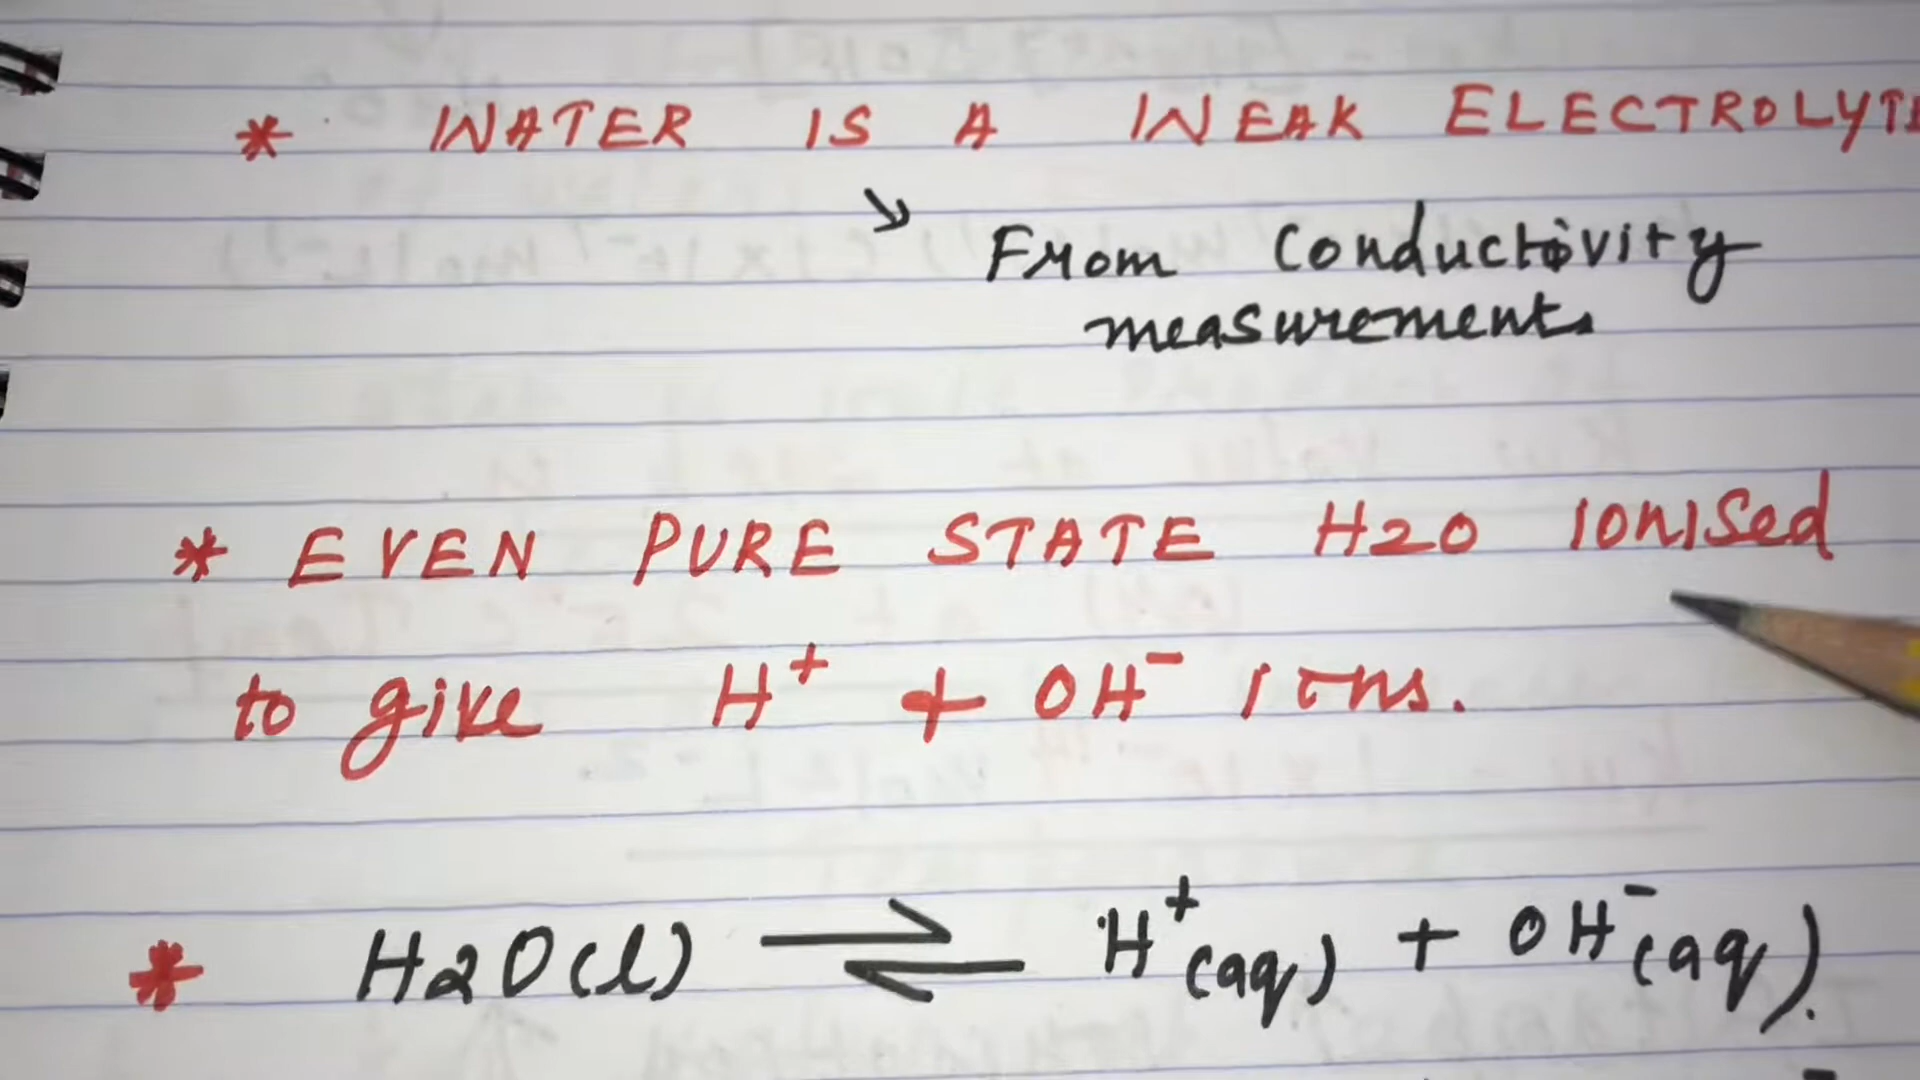 * WATER IS A WEAK ELECTROLYTE
↘ From conductivity
measurement.
* EVEN PURE STATE H2O IONISed
to give H⁺ + OH⁻ ions.
* H2O(l) ⇌ H⁺(aq) + OH⁻(aq).